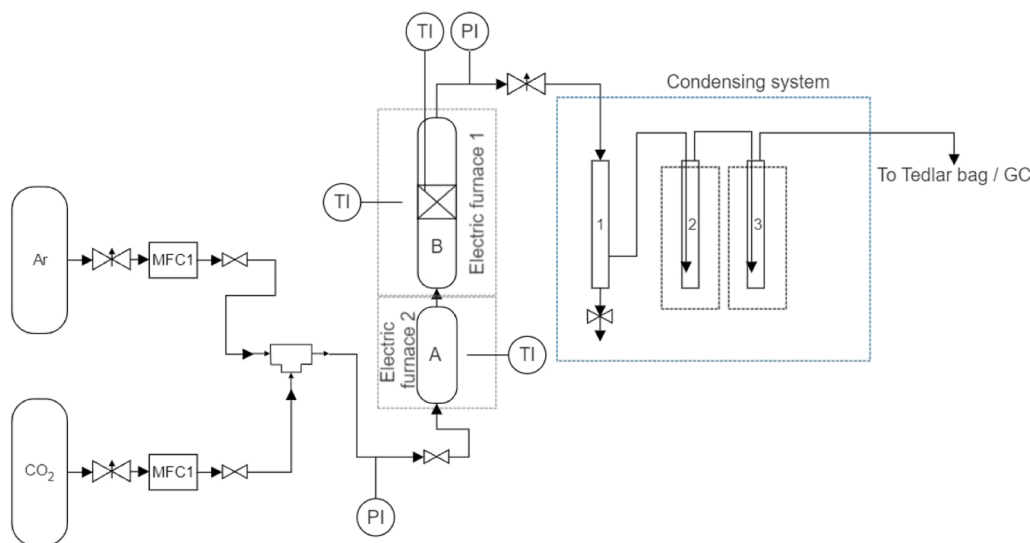 TI
PI
Condensing system
Electric furnace 1
To Tedlar bag / GC
TI
1
2
3
B
Ar
MFC1
Electric
furnace 2
A
TI
CO₂
MFC1
PI